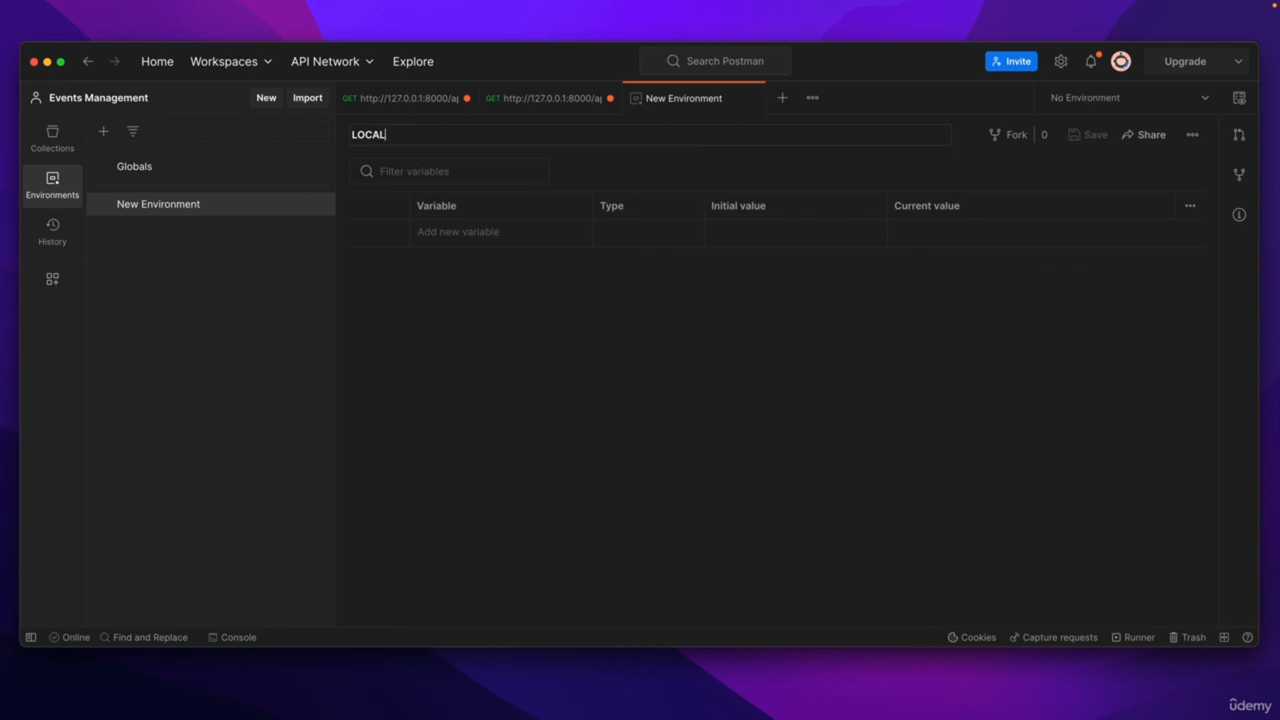 Home Workspaces API Network Explore Search Postman Invite Upgrade
Events Management New Import GET http://127.0.0.1:8000/ap GET http://127.0.0.1:8000/ap New Environment No Environment
Collections
Environments
History
Globals
New Environment
LOCAL Fork 0 Save Share
Filter variables
Variable Type Initial value Current value
Add new variable
Online Find and Replace Console Cookies Capture requests Runner Trash
ûdemy